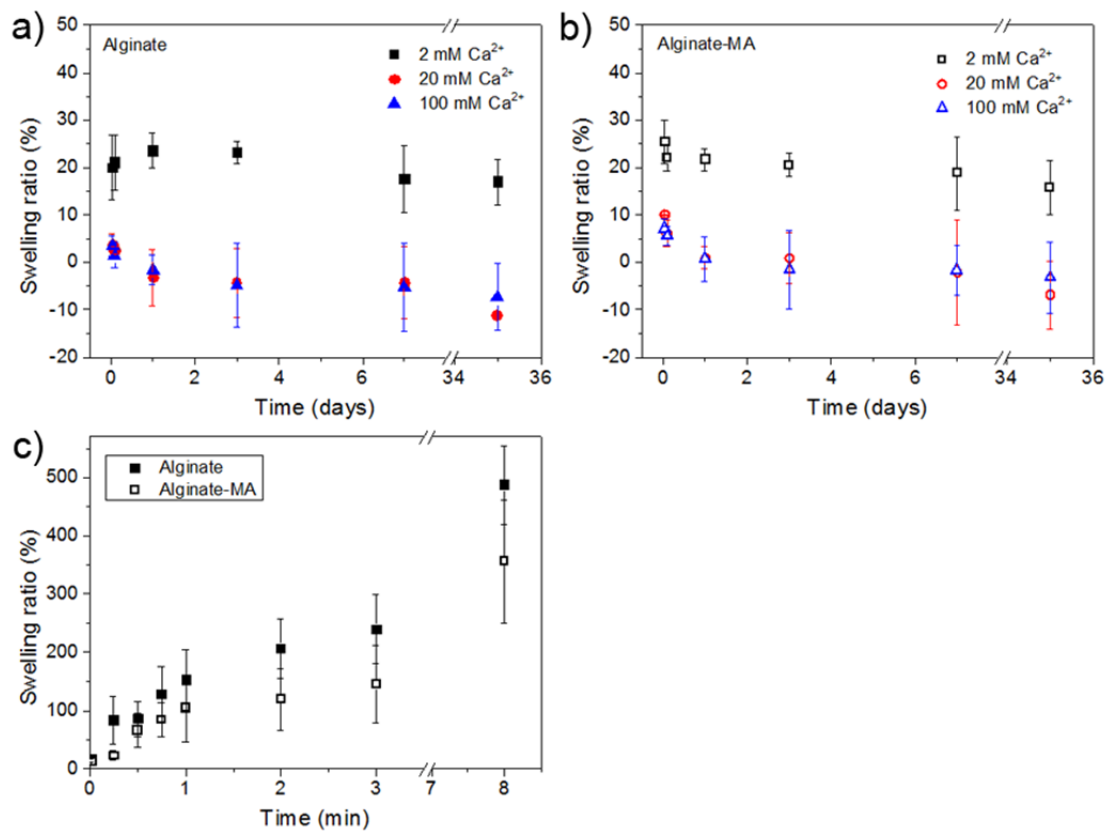 a)
Alginate
2 mM Ca²⁺
20 mM Ca²⁺
100 mM Ca²⁺
Swelling ratio (%)
50
40
30
20
10
0
-10
-20
0 2 4 6 34 36
Time (days)
b)
Alginate-MA
2 mM Ca²⁺
20 mM Ca²⁺
100 mM Ca²⁺
Swelling ratio (%)
50
40
30
20
10
0
-10
-20
0 2 4 6 34 36
Time (days)
c)
Alginate
Alginate-MA
Swelling ratio (%)
500
400
300
200
100
0
0 1 2 3 7 8
Time (min)